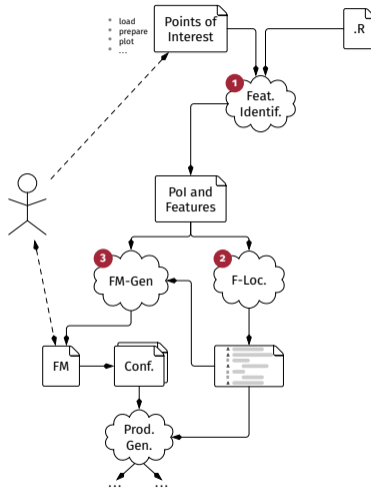 * load
* prepare
* plot
* ...
Points of
Interest
.R
1
Feat.
Identif.
PoI and
Features
3
FM-Gen
2
F-Loc.
FM
Conf.
A
A
B
A
B
B
A
Prod.
Gen.
...
...